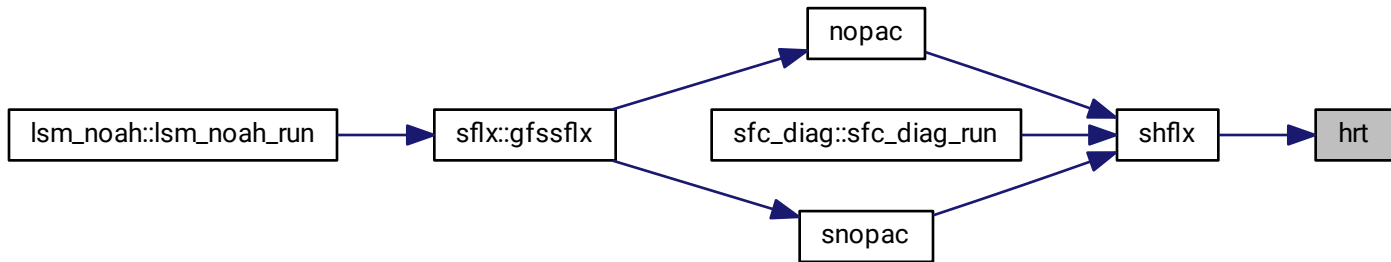 nopac
lsm_noah::lsm_noah_run
sflx::gfssflx
sfc_diag::sfc_diag_run
shflx
hrt
snopac